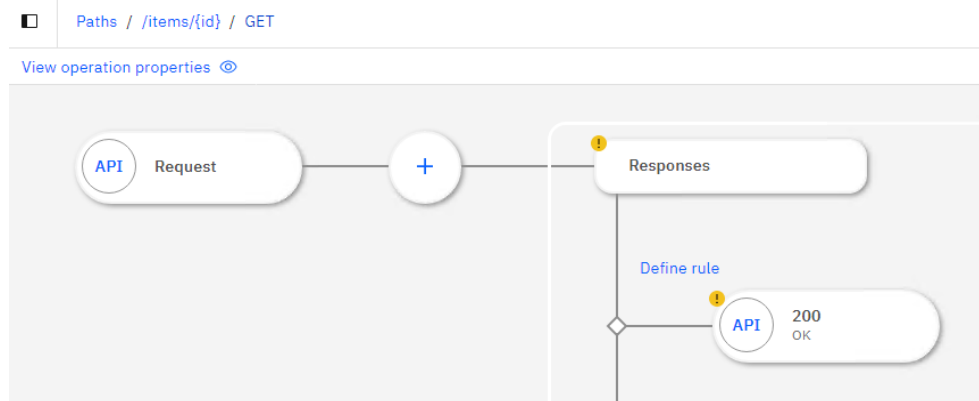 Paths / /items/{id} / GET
View operation properties
API Request
+
! Responses
Define rule
! API 200
OK